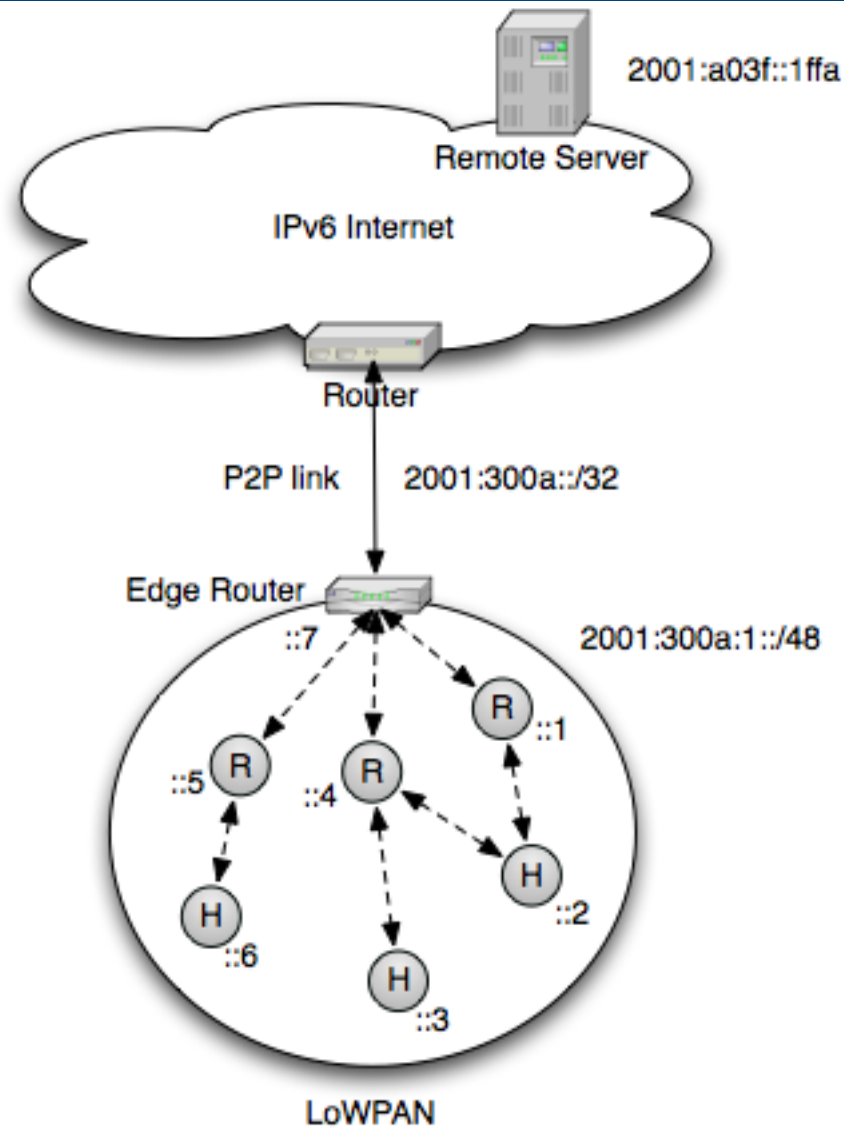 2001:a03f::1ffa
Remote Server
IPv6 Internet
Router
P2P link
2001:300a::/32
Edge Router
::7
2001:300a:1::/48
R
::1
R
::5
R
::4
H
::2
H
::6
H
::3
LoWPAN